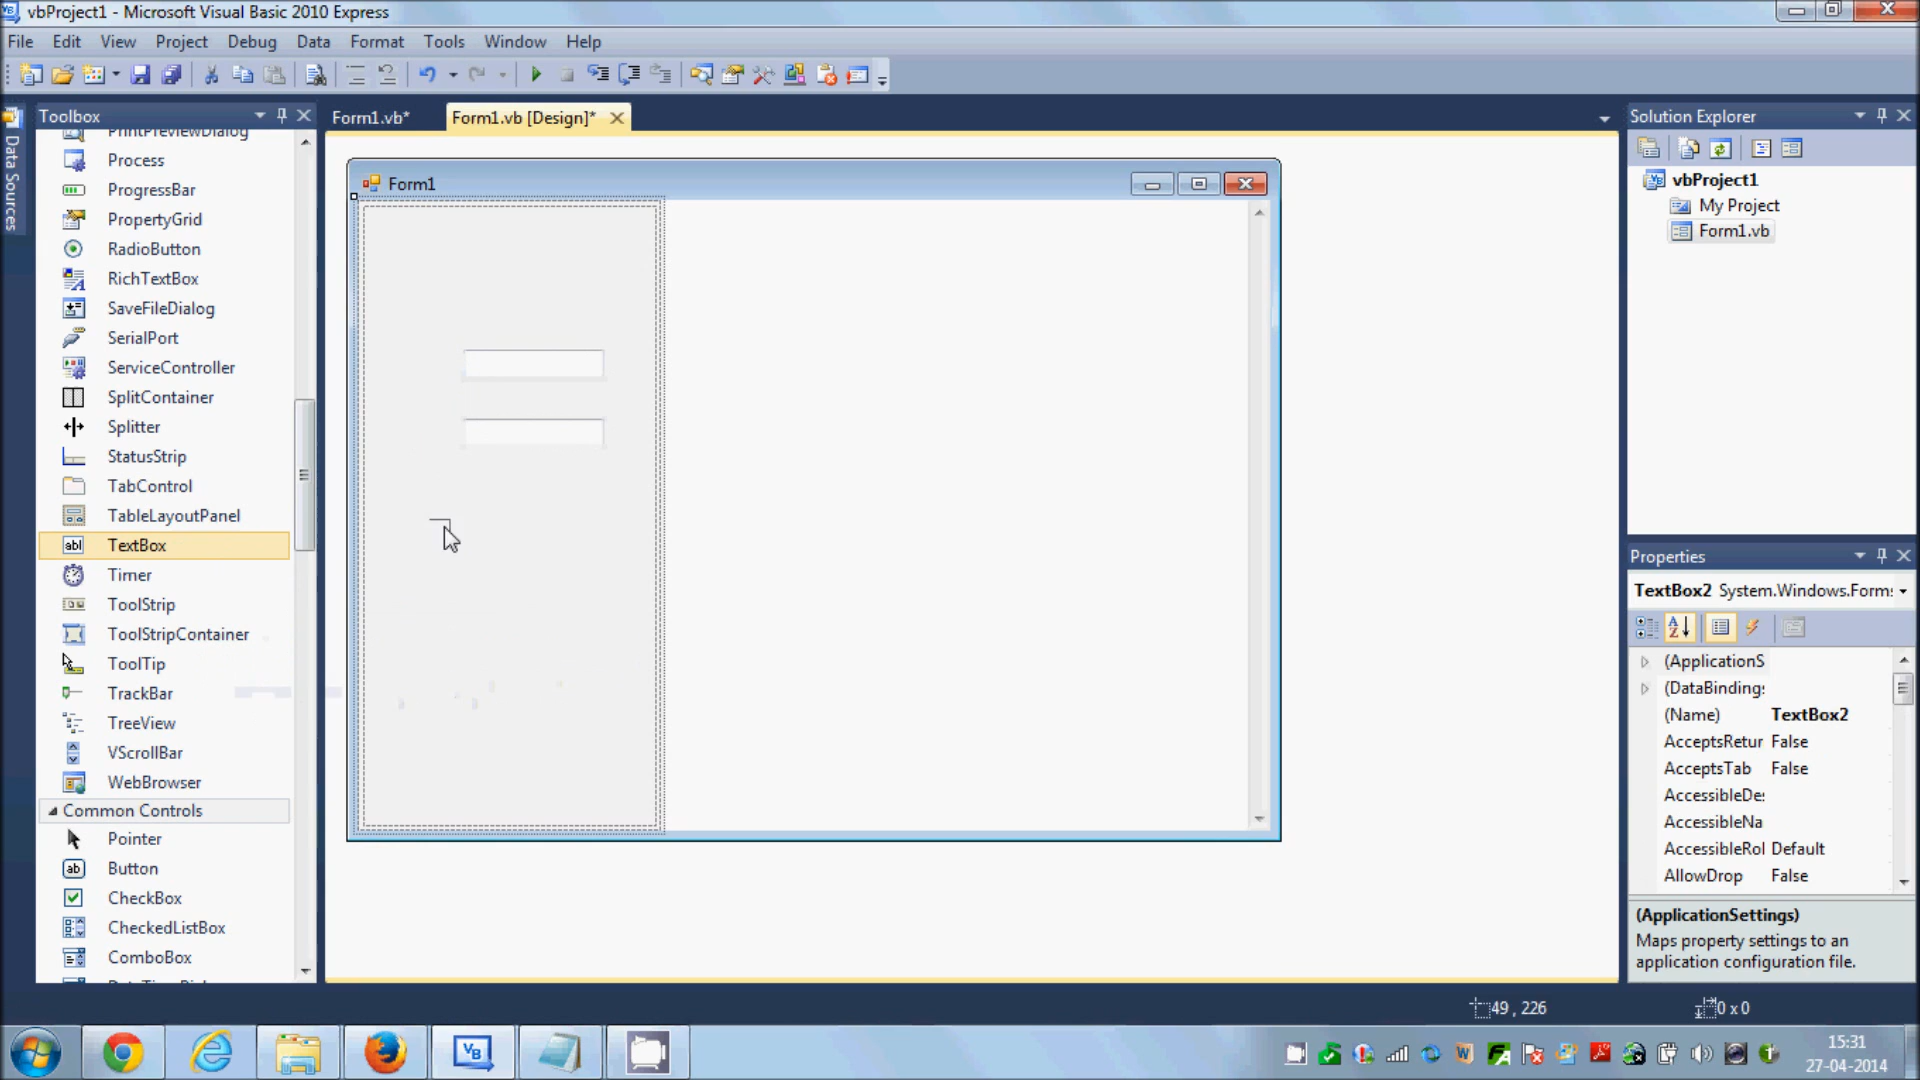 vbProject1 - Microsoft Visual Basic 2010 Express
File Edit View Project Debug Data Format Tools Window Help
Data Sources
Toolbox
PrintPreviewDialog
Process
ProgressBar
PropertyGrid
RadioButton
RichTextBox
SaveFileDialog
SerialPort
ServiceController
SplitContainer
Splitter
StatusStrip
TabControl
TableLayoutPanel
TextBox
Timer
ToolStrip
ToolStripContainer
ToolTip
TrackBar
TreeView
VScrollBar
WebBrowser
Common Controls
Pointer
Button
CheckBox
CheckedListBox
ComboBox
Form1.vb* Form1.vb [Design]*
Form1
Solution Explorer
vbProject1
My Project
Form1.vb
Properties
TextBox2 System.Windows.Form
(ApplicationS
(DataBindings
(Name) TextBox2
AcceptsRetur False
AcceptsTab False
AccessibleDe
AccessibleNa
AccessibleRol Default
AllowDrop False
(ApplicationSettings)
Maps property settings to an
application configuration file.
49 , 226 0 x 0
15:31
27-04-2014